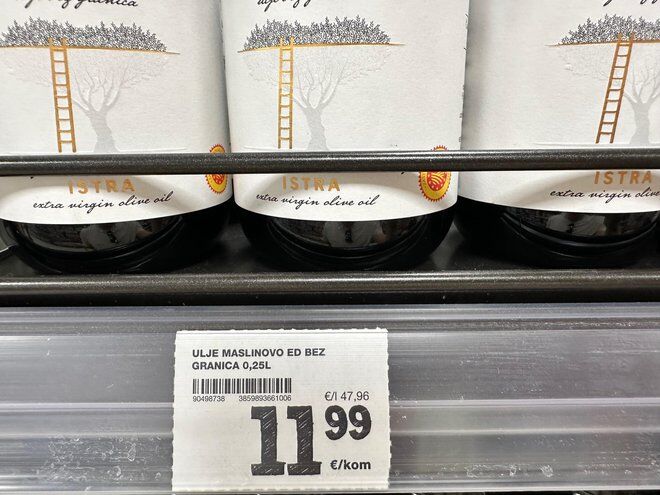 ISTRA
extra virgin olive oil
ISTRA
extra virgin olive oil
ISTRA
extra virgin olive oil
ULJE MASLINOVO ED BEZ
GRANICA 0,25L
90498738 3859893661006
€/l 47,96
11 99
€/kom